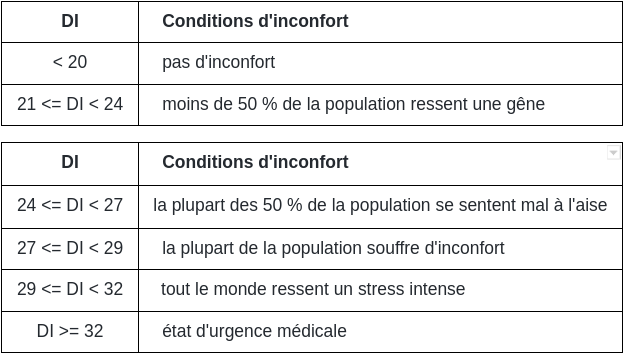 DI Conditions d'inconfort
< 20 pas d'inconfort
21 <= DI < 24 moins de 50 % de la population ressent une gêne
DI Conditions d'inconfort
24 <= DI < 27 la plupart des 50 % de la population se sentent mal à l'aise
27 <= DI < 29 la plupart de la population souffre d'inconfort
29 <= DI < 32 tout le monde ressent un stress intense
DI >= 32 état d'urgence médicale